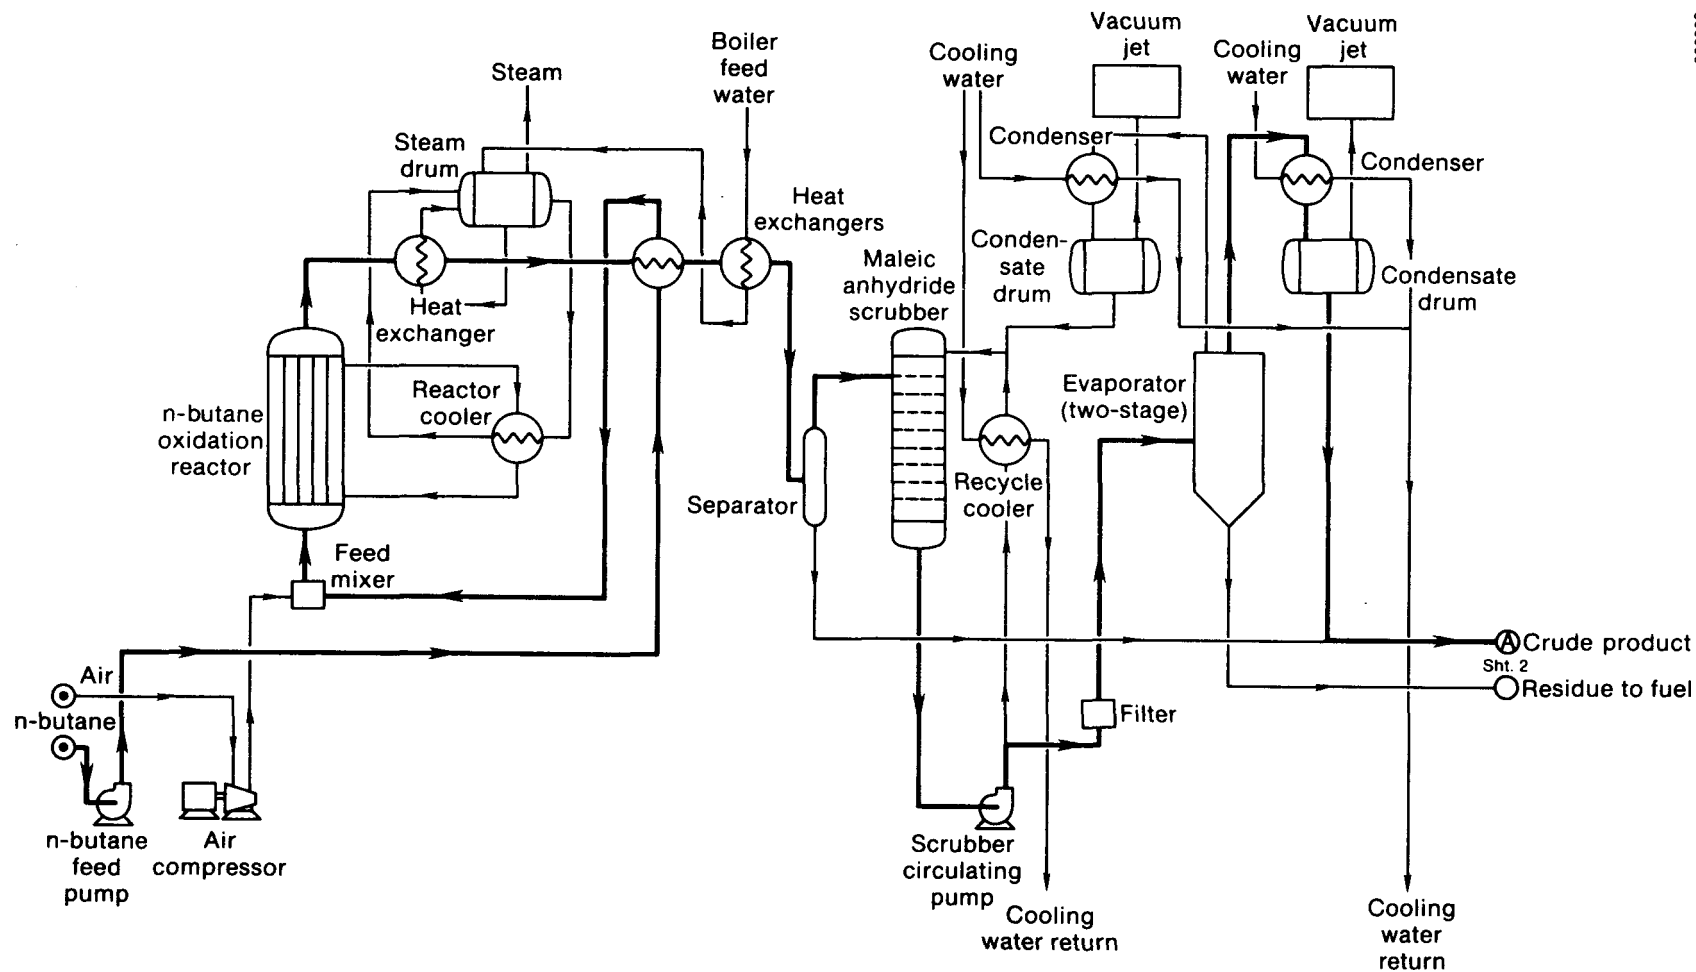 Vacuum
jet
Vacuum
jet
Boiler
feed
water
Cooling
water
Cooling
water
Steam
Steam
drum
Condenser
Condenser
Heat
exchangers
Conden-
sate
drum
Maleic
anhydride
scrubber
Condensate
drum
Heat
exchanger
Reactor
cooler
Evaporator
(two-stage)
n-butane
oxidation
reactor
Separator
Recycle
cooler
Feed
mixer
A Crude product
Sht. 2
Residue to fuel
Air
n-butane
Filter
n-butane
feed
pump
Air
compressor
Scrubber
circulating
pump
Cooling
water return
Cooling
water
return